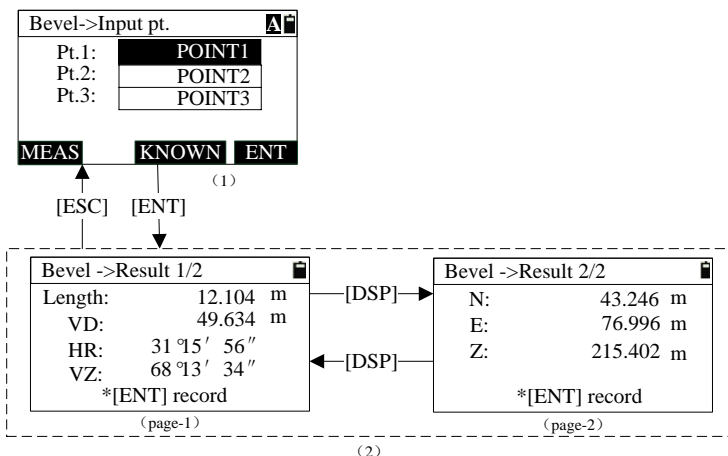 Bevel->Input pt. A
Pt.1: POINT1
Pt.2: POINT2
Pt.3: POINT3
MEAS KNOWN ENT
（1）
[ESC] [ENT]
Bevel ->Result 1/2
Length: 12.104 m
VD: 49.634 m
HR: 31°15′ 56″
VZ: 68°13′ 34″
*[ENT] record
（page-1）
[DSP]
[DSP]
Bevel ->Result 2/2
N: 43.246 m
E: 76.996 m
Z: 215.402 m
*[ENT] record
（page-2）
（2）